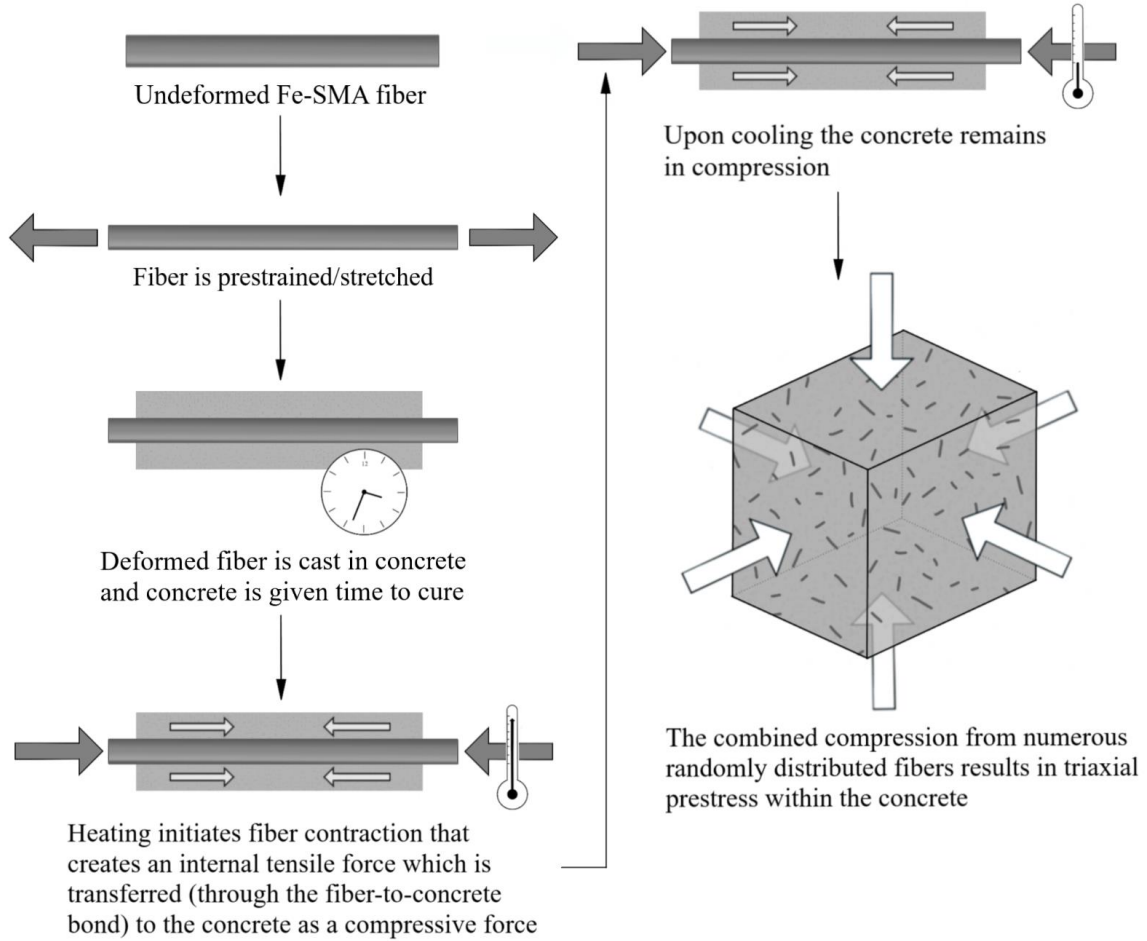 Undeformed Fe-SMA fiber
Fiber is prestrained/stretched
12
Deformed fiber is cast in concrete
and concrete is given time to cure
Heating initiates fiber contraction that
creates an internal tensile force which is
transferred (through the fiber-to-concrete
bond) to the concrete as a compressive force
Upon cooling the concrete remains
in compression
The combined compression from numerous
randomly distributed fibers results in triaxial
prestress within the concrete